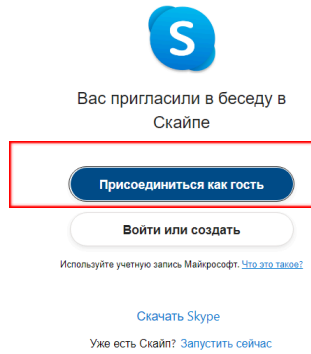 S
Вас пригласили в беседу в
Скайпе
Присоединиться как гость
Войти или создать
Используйте учетную запись Майкрософт. Что это такое?
Скачать Skype
Уже есть Скайп? Запустить сейчас